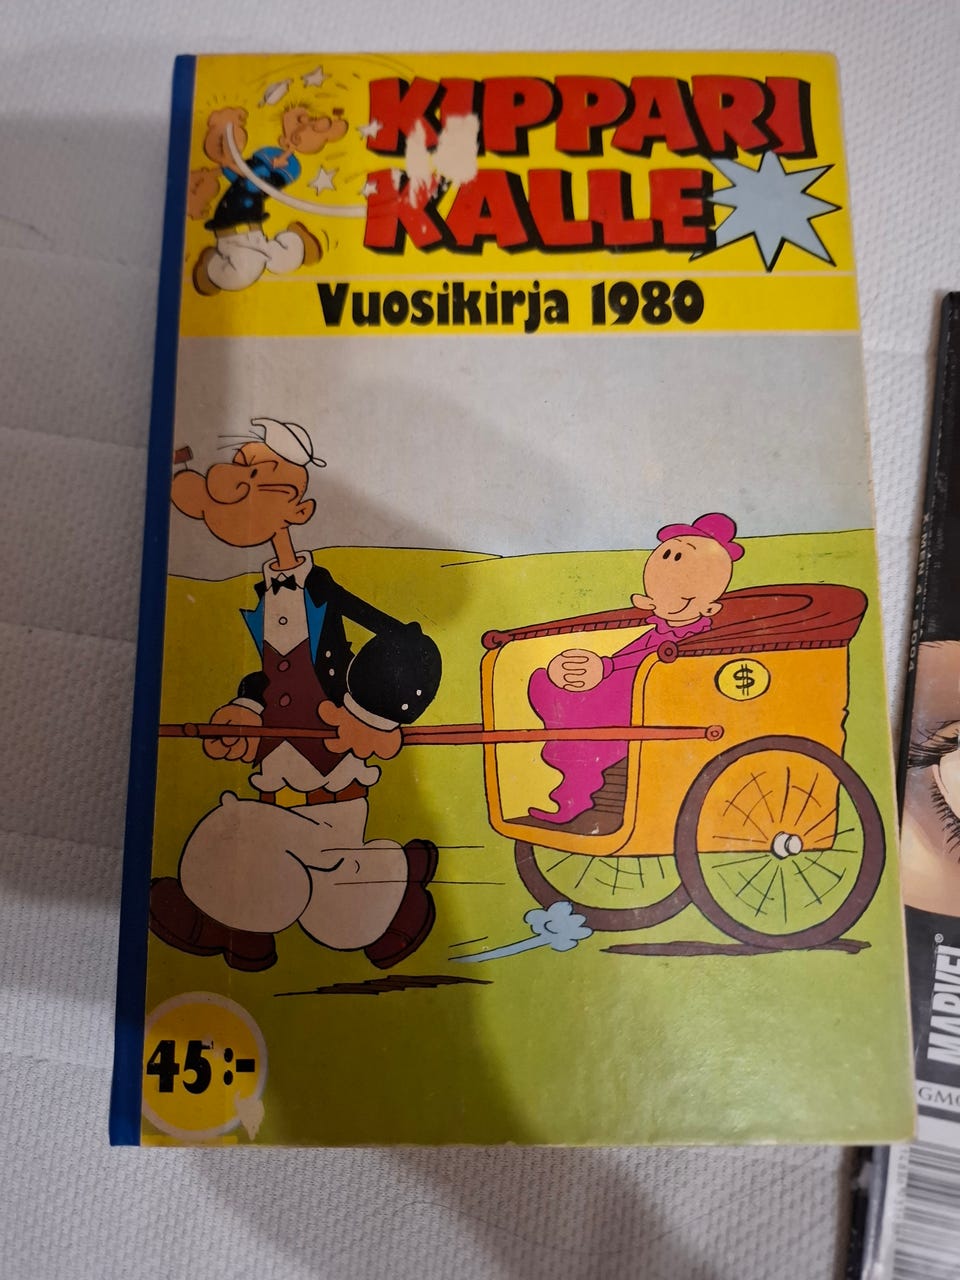 KIPPARI
KALLE
Vuosikirja 1980
$
45:-
MARVEL®